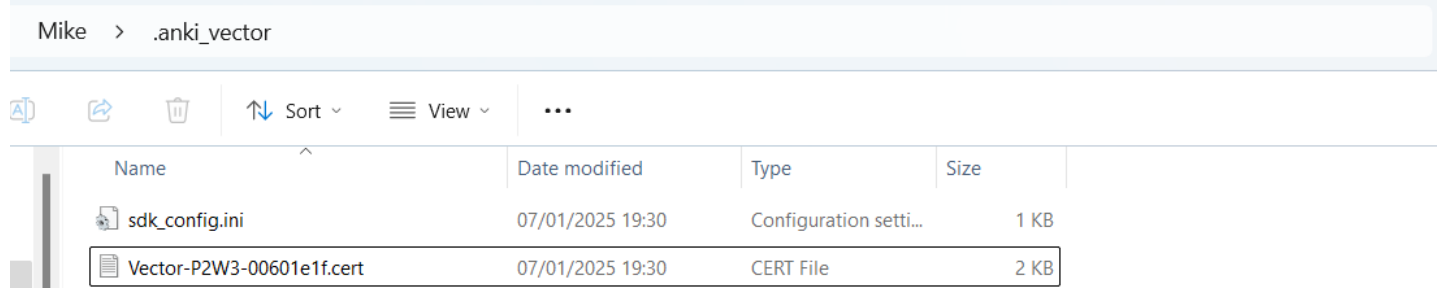 Mike > .anki_vector
A Sort View ...
Name Date modified Type Size
sdk_config.ini 07/01/2025 19:30 Configuration setti... 1 KB
Vector-P2W3-00601e1f.cert 07/01/2025 19:30 CERT File 2 KB